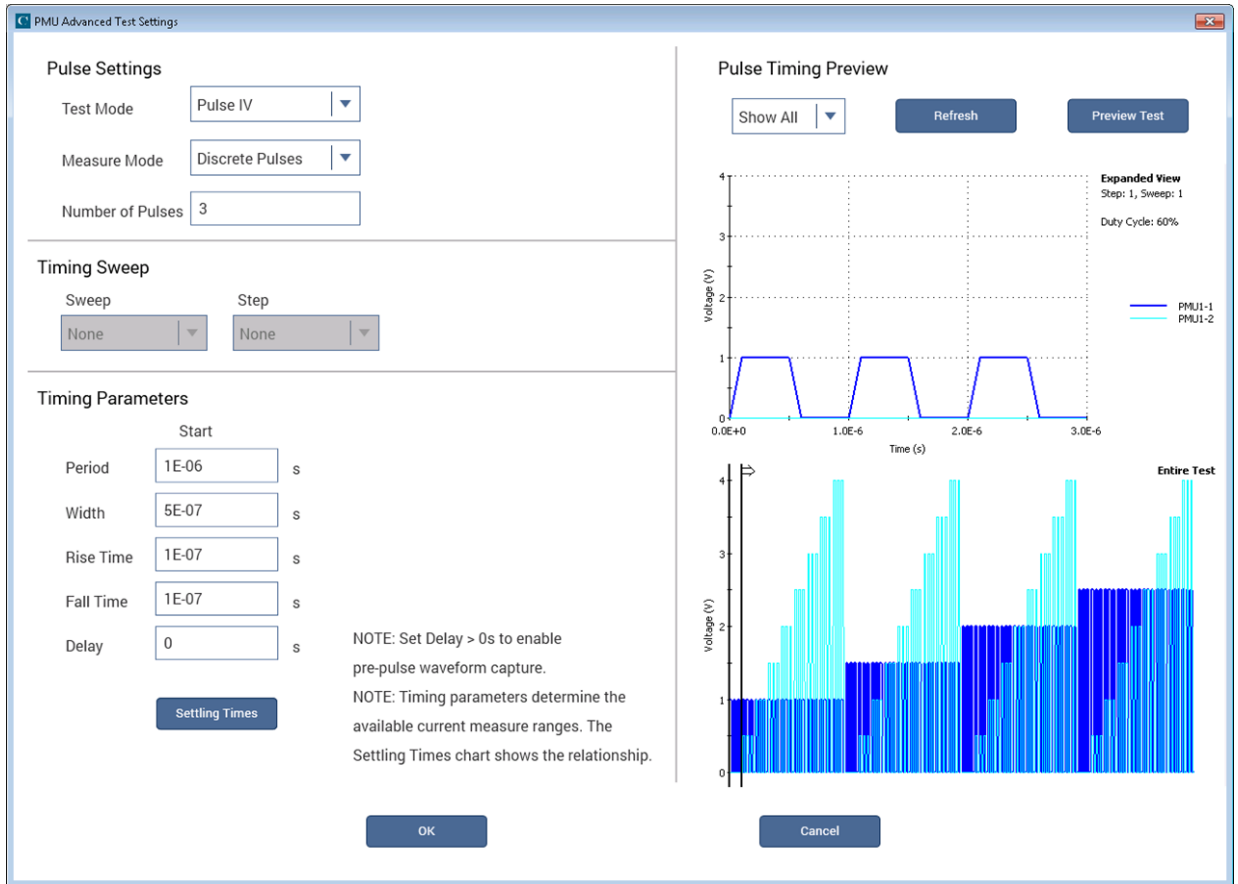 PMU Advanced Test Settings
Pulse Settings
Test Mode
Pulse IV
Measure Mode
Discrete Pulses
Number of Pulses
3
Timing Sweep
Sweep
Step
None
None
Timing Parameters
Start
Period
1E-06
s
Width
5E-07
s
Rise Time
1E-07
s
Fall Time
1E-07
s
Delay
0
s
Settling Times
NOTE: Set Delay > 0s to enable
pre-pulse waveform capture.
NOTE: Timing parameters determine the
available current measure ranges. The
Settling Times chart shows the relationship.
Pulse Timing Preview
Show All
Refresh
Preview Test
Expanded View
Step: 1, Sweep: 1
Duty Cycle: 60%
PMU1-1
PMU1-2
Voltage (V)
4
3
2
1
0
0.0E+0
1.0E-6
2.0E-6
3.0E-6
Time (s)
Entire Test
Voltage (V)
4
3
2
1
0
OK
Cancel